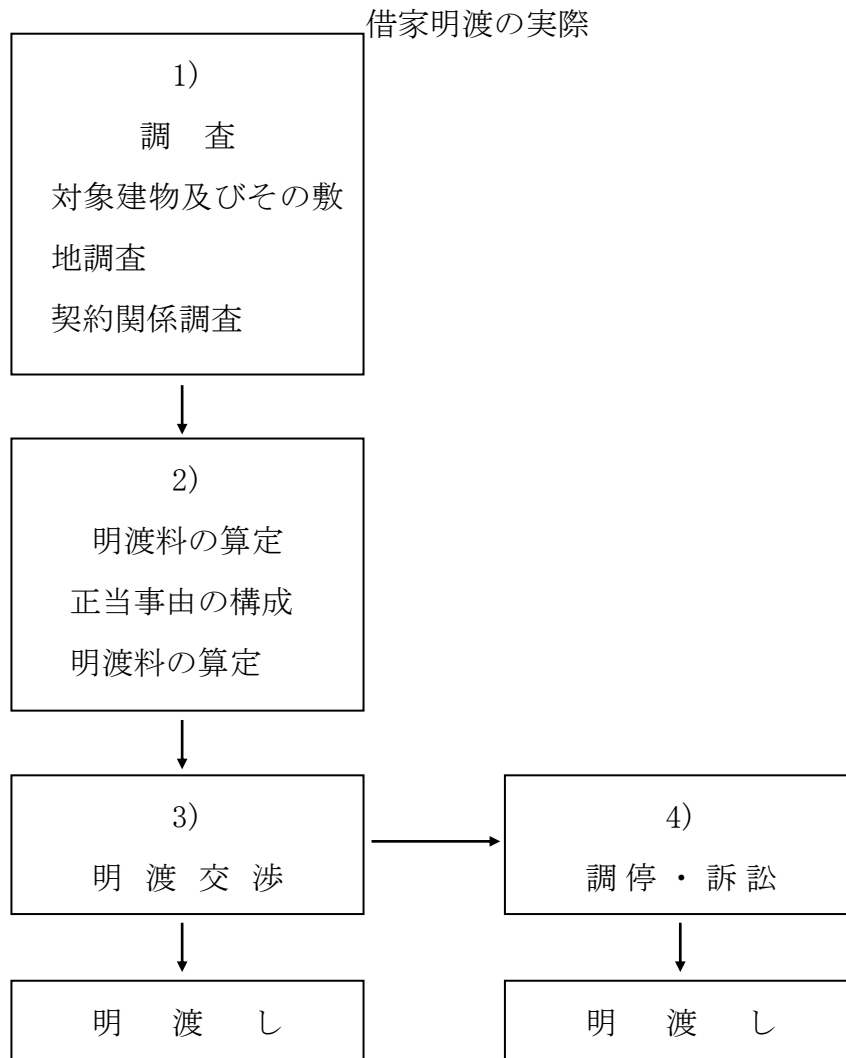 借家明渡の実際
1)
調 査
対象建物及びその敷
地調査
契約関係調査
2)
明渡料の算定
正当事由の構成
明渡料の算定
3)
明 渡 交 渉
4)
調 停 ・ 訴 訟
明 渡 し
明 渡 し